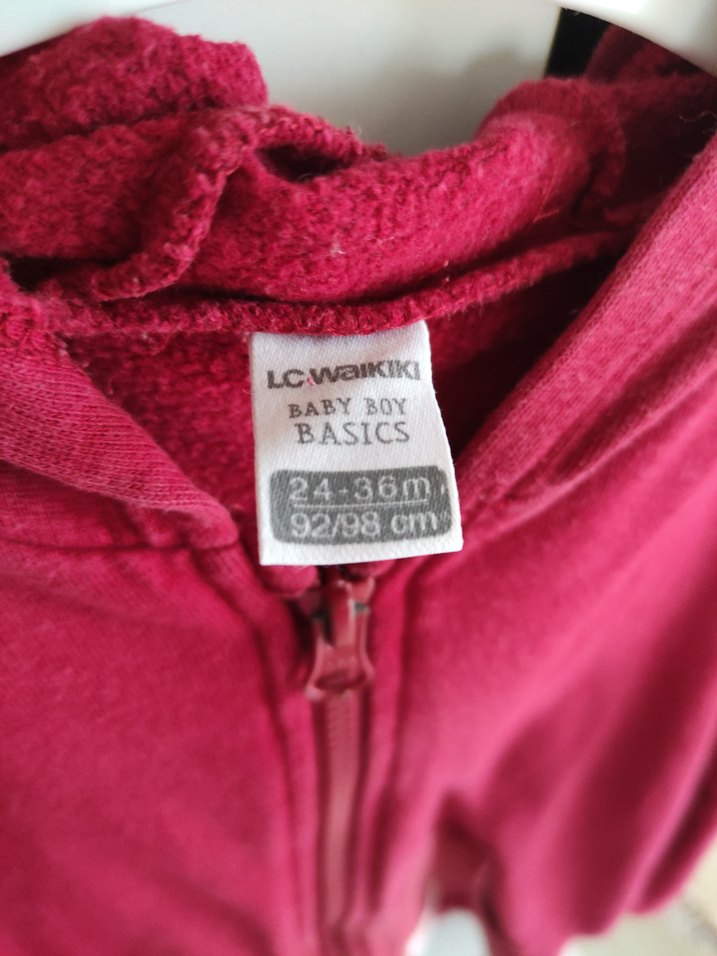 LC WAIKIKI
BABY BOY
BASICS
24-36m
92/98 cm